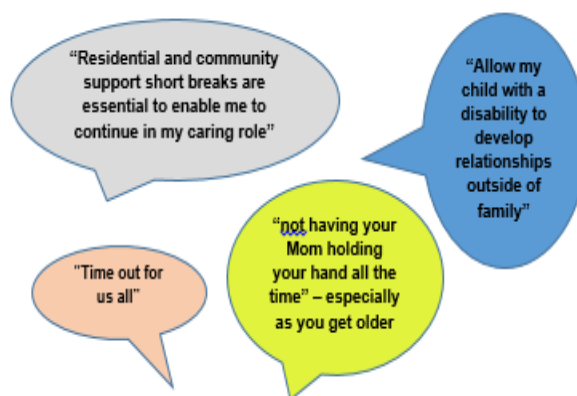 “Residential and community
support short breaks are
essential to enable me to
continue in my caring role”
“Allow my
child with a
disability to
develop
relationships
outside of
family”
“not having your
Mom holding
your hand all the
time” – especially
as you get older
"Time out for
us all”